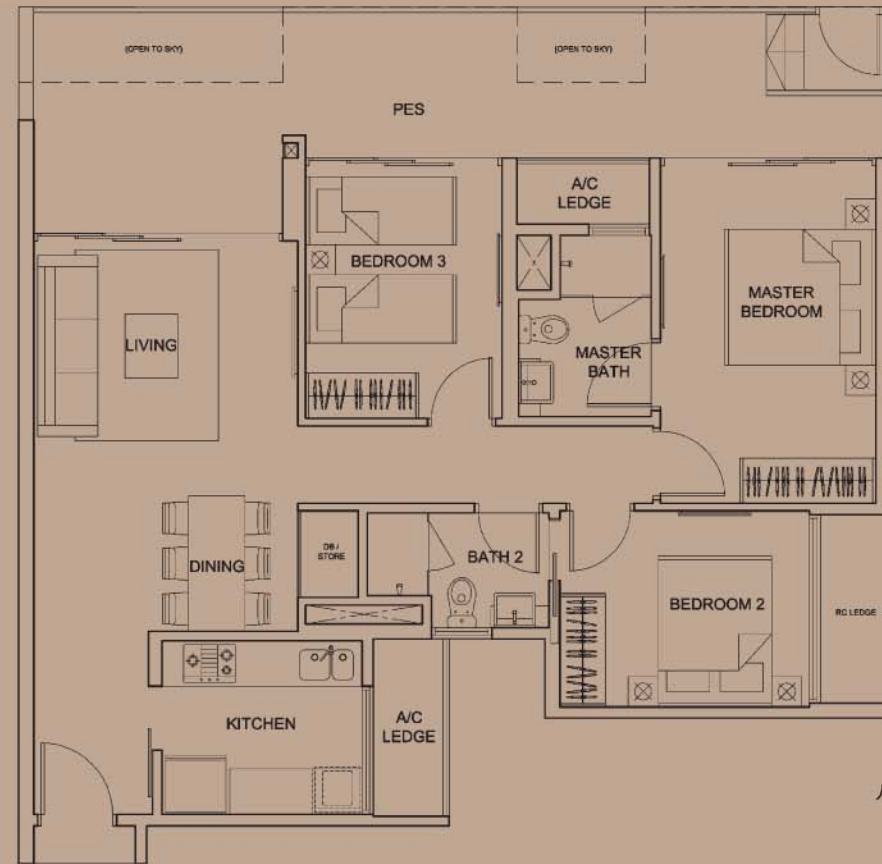 (OPEN TO SKY)
(OPEN TO SKY)
PES
A/C
LEDGE
BEDROOM 3
MASTER
BEDROOM
LIVING
MASTER
BATH
DB /
STORE
BATH 2
DINING
BEDROOM 2
RC LEDGE
KITCHEN
A/C
LEDGE